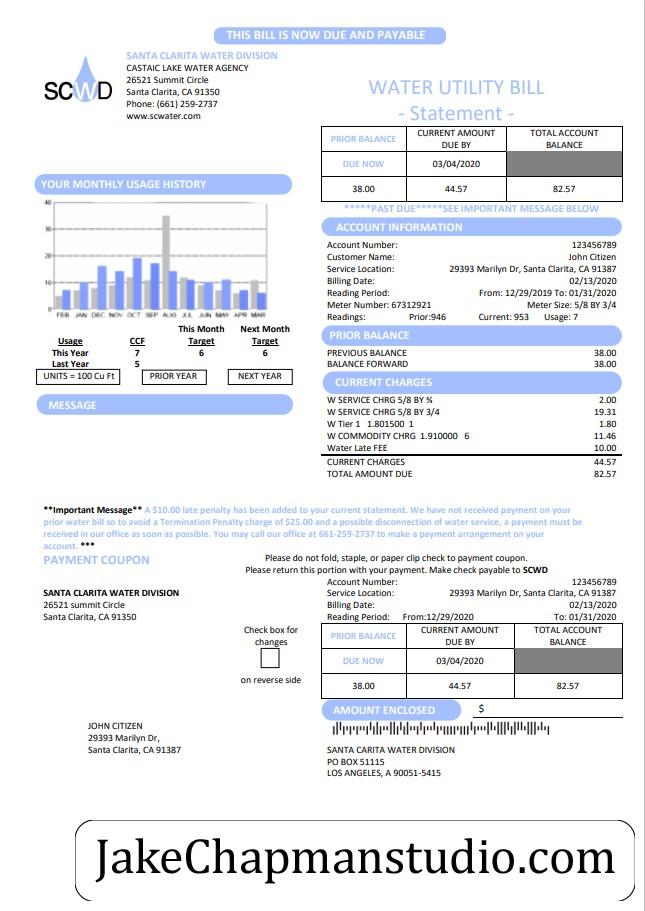 THIS BILL IS NOW DUE AND PAYABLE
SCWD
SANTA CLARITA WATER DIVISION
CASTAIC LAKE WATER AGENCY
26521 Summit Circle
Santa Clarita, CA 91350
Phone: (661) 259-2737
www.scwater.com
WATER UTILITY BILL
- Statement -
PRIOR BALANCE CURRENT AMOUNT DUE BY TOTAL ACCOUNT BALANCE
DUE NOW 03/04/2020
38.00 44.57 82.57
*****PAST DUE*****SEE IMPORTANT MESSAGE BELOW
YOUR MONTHLY USAGE HISTORY
40
30
20
10
0
FEB JAN DEC NOV OCT SEP AUG JUL JUN MAY APR MAR
This Month Next Month
Usage CCF Target Target
This Year 7 6 6
Last Year 5
UNITS = 100 Cu Ft PRIOR YEAR NEXT YEAR
MESSAGE
ACCOUNT INFORMATION
Account Number: 123456789
Customer Name: John Citizen
Service Location: 29393 Marilyn Dr, Santa Clarita, CA 91387
Billing Date: 02/13/2020
Reading Period: From: 12/29/2019 To: 01/31/2020
Meter Number: 67312921 Meter Size: 5/8 BY 3/4
Readings: Prior:946 Current: 953 Usage: 7
PRIOR BALANCE
PREVIOUS BALANCE 38.00
BALANCE FORWARD 38.00
CURRENT CHARGES
W SERVICE CHRG 5/8 BY ¾ 2.00
W SERVICE CHRG 5/8 BY 3/4 19.31
W Tier 1 1.801500 1 1.80
W COMMODITY CHRG 1.910000 6 11.46
Water Late FEE 10.00
CURRENT CHARGES 44.57
TOTAL AMOUNT DUE 82.57
**Important Message** A $10.00 late penalty has been added to your current statement. We have not received payment on your
prior water bill so to avoid a Termination Penalty charge of $25.00 and a possible disconnection of water service, a payment must be
received in our office as soon as possible. You may call our office at 661-259-2737 to make a payment arrangement on your
account. ***
PAYMENT COUPON
Please do not fold, staple, or paper clip check to payment coupon.
Please return this portion with your payment. Make check payable to SCWD
SANTA CLARITA WATER DIVISION
26521 summit Circle
Santa Clarita, CA 91350
Account Number: 123456789
Service Location: 29393 Marilyn Dr, Santa Clarita, CA 91387
Billing Date: 02/13/2020
Reading Period: From:12/29/2020 To: 01/31/2020
Check box for
changes
on reverse side
PRIOR BALANCE CURRENT AMOUNT DUE BY TOTAL ACCOUNT BALANCE
DUE NOW 03/04/2020
38.00 44.57 82.57
AMOUNT ENCLOSED $
JOHN CITIZEN
29393 Marilyn Dr,
Santa Clarita, CA 91387
SANTA CARITA WATER DIVISION
PO BOX 51115
LOS ANGELES, A 90051-5415
JakeChapmanstudio.com